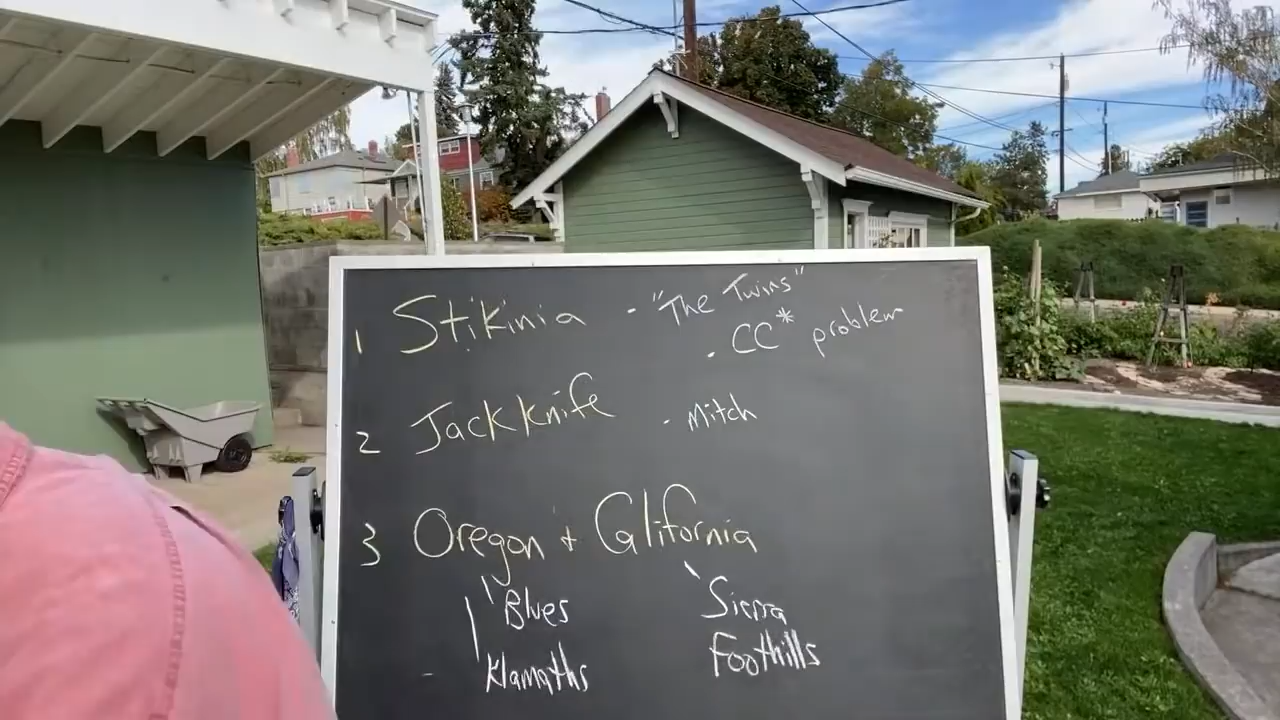 1 Stikinia - "The Twins"
· CC* problem
2 Jackknife - Mitch
3 Oregon + California
Blues Sierra
Klamaths Foothills